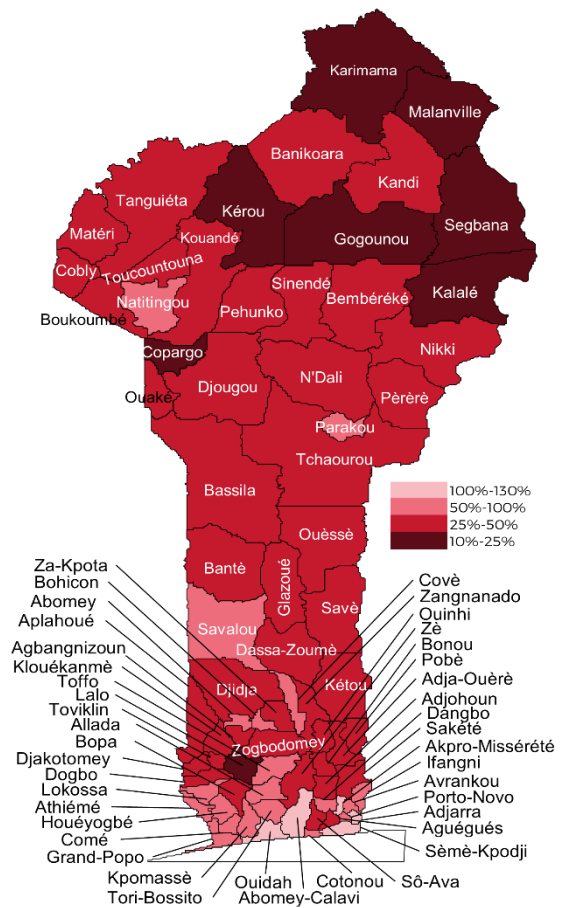 Karimama
Malanville
Banikoara
Kandi
Tanguiéta
Kérou
Segbana
Kouandé
Gogounou
Matéri
Toucountouna
Cobly
Sinendé
Kalalé
Natitingou
Pehunko
Bembéréké
Boukoumbé
Copargo
Nikki
N'Dali
Djougou
Ouaké
Pèrèrè
Parakou
Tchaourou
Bassila
100%-130%
50%-100%
25%-50%
10%-25%
Ouèssè
Bantè
Glazoué
Savè
Savalou
Dassa-Zoumè
Djidja
Kétou
Zogbodomey
Za-Kpota
Bohicon
Abomey
Aplahoué
Agbangnizoun
Klouékanmè
Toffo
Lalo
Toviklin
Allada
Bopa
Djakotomey
Dogbo
Lokossa
Athiémé
Houéyogbé
Comé
Grand-Popo
Kpomassè
Tori-Bossito
Ouidah
Abomey-Calavi
Cotonou
Sô-Ava
Covè
Zangnanado
Ouinhi
Zè
Bonou
Pobè
Adja-Ouèrè
Adjohoun
Dangbo
Sakété
Akpro-Missérété
Ifangni
Avrankou
Porto-Novo
Adjarra
Aguégués
Sèmè-Kpodji